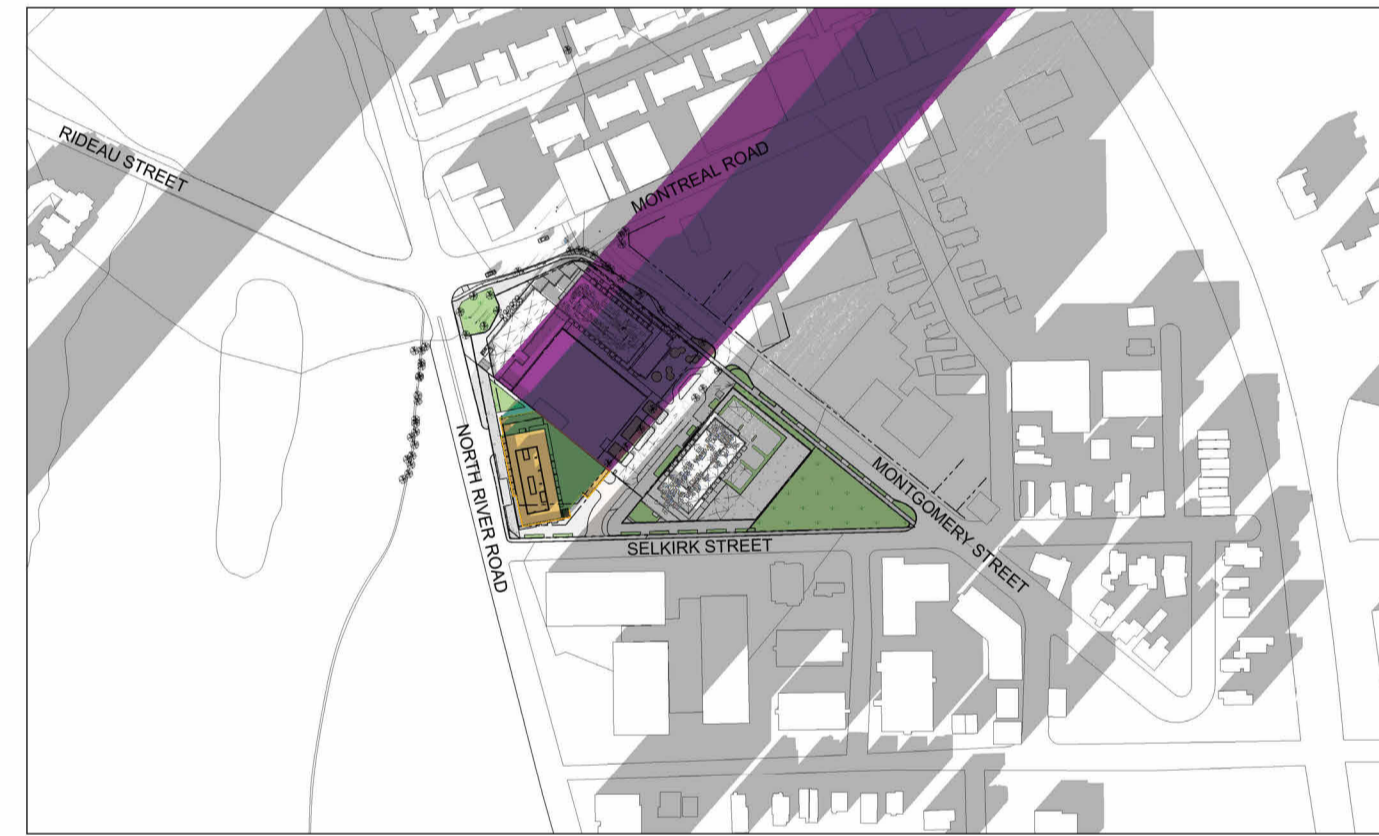 RIDEAU STREET
MONTREAL ROAD
NORTH RIVER ROAD
MONTGOMERY STREET
SELKIRK STREET